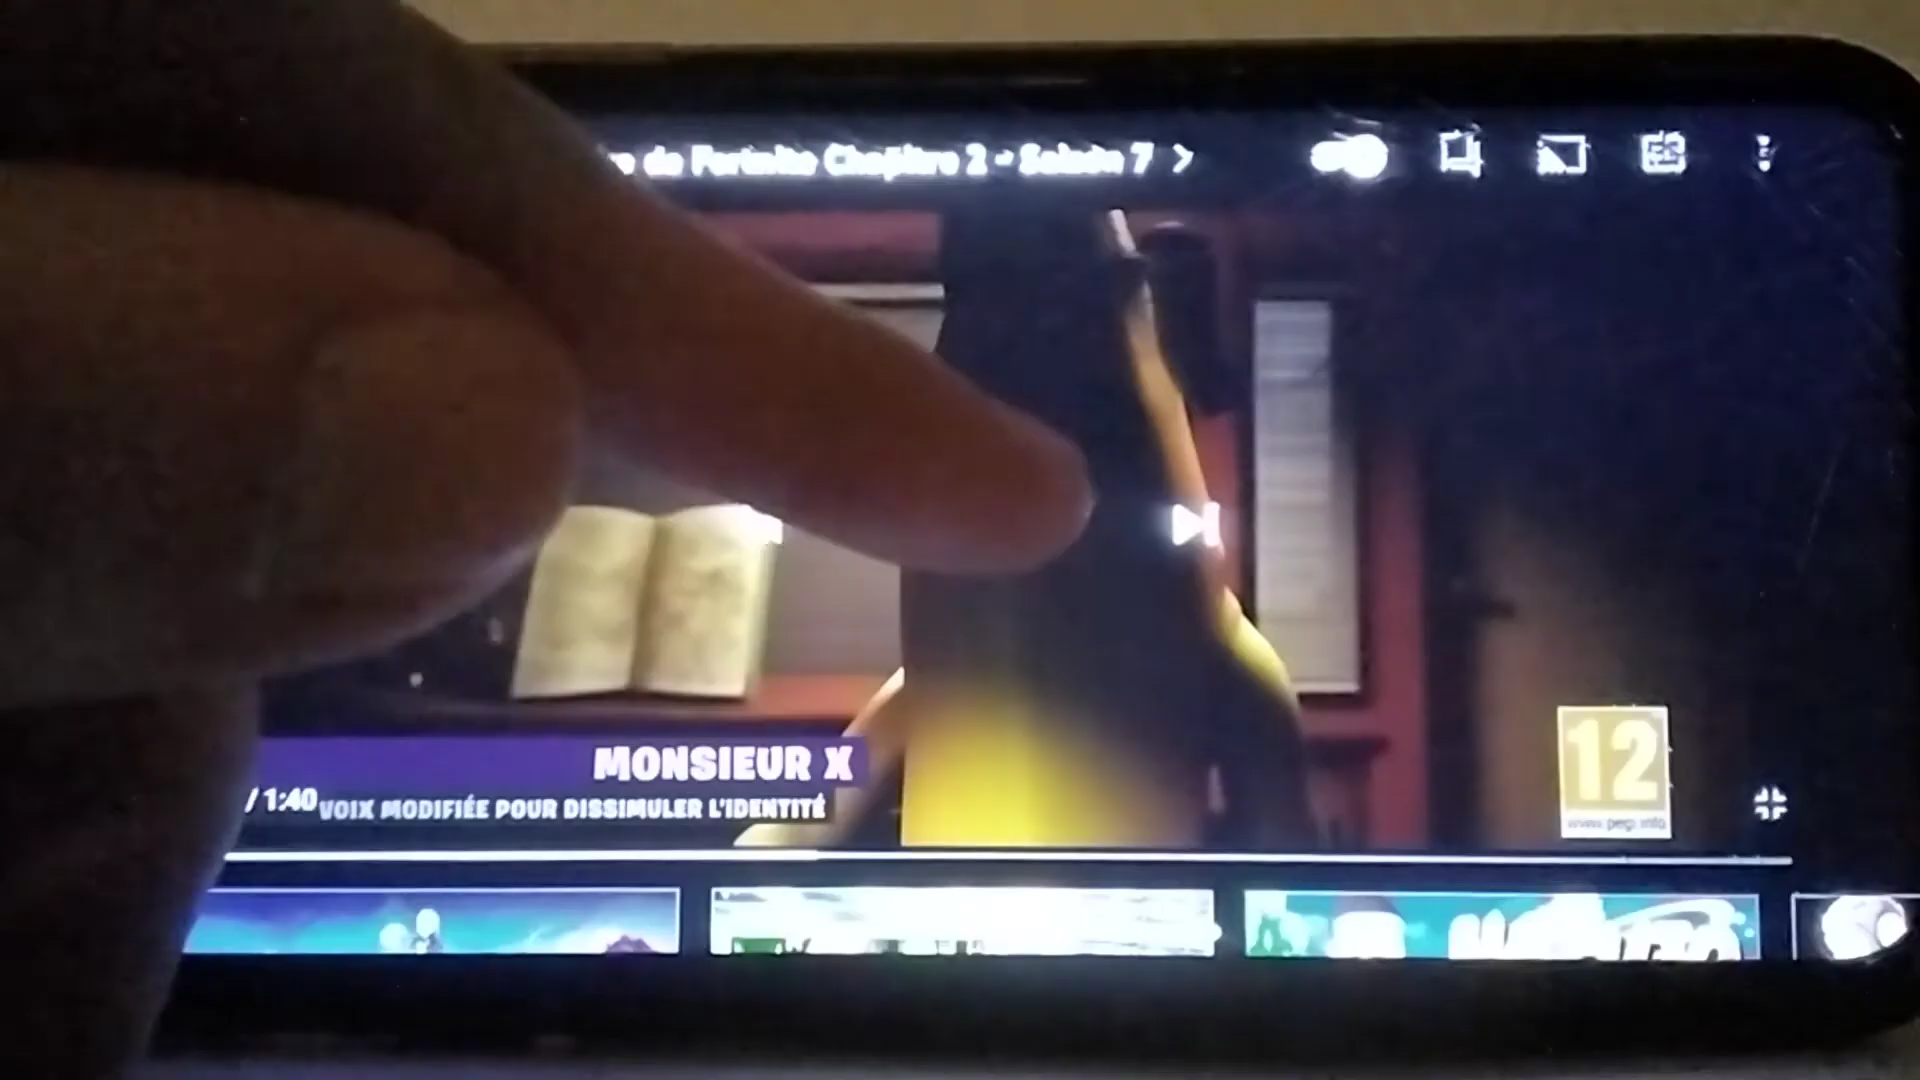 de Fortnite Chapitre 2 - Saison 7
MONSIEUR X
/ 1:40
VOIX MODIFIÉE POUR DISSIMULER L'IDENTITÉ
12
www.pegi.info